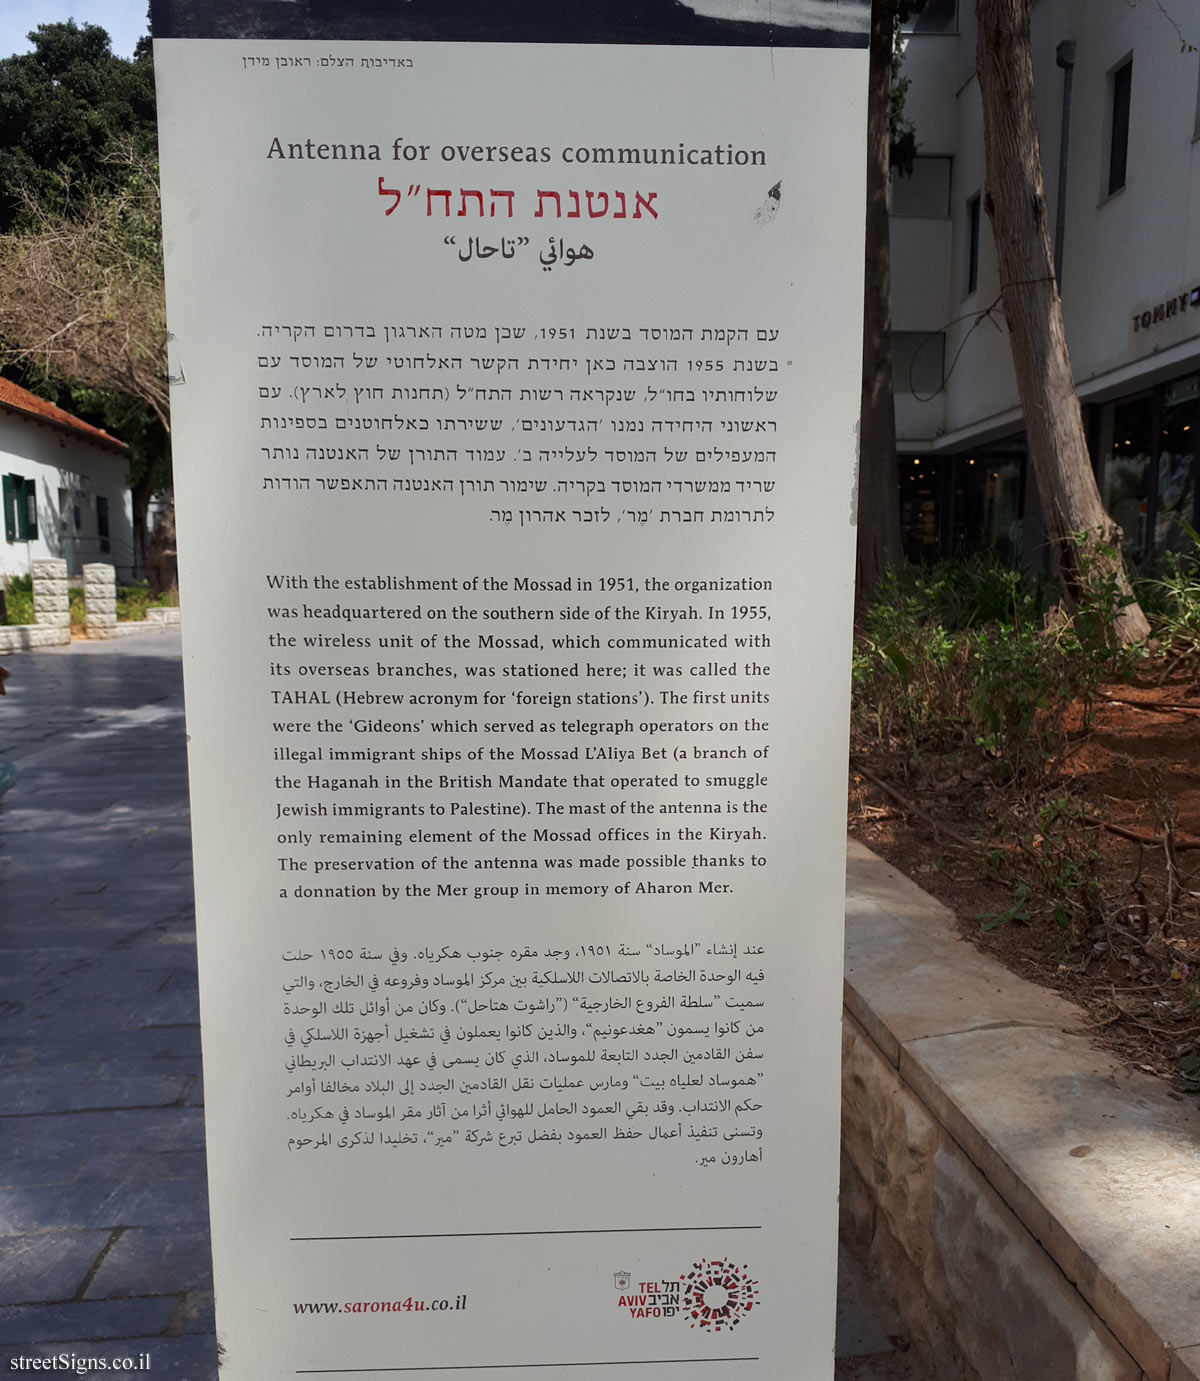 באדיבות הצלם: ראובן מידן
Antenna for overseas communication
אנטנת התח״ל
هوائي ”تاحال“
עם הקמת המוסד בשנת 1951, שכן מטה הארגון בדרום הקריה.
בשנת 1955 הוצבה כאן יחידת הקשר האלחוטי של המוסד עם
שלוחותיו בחו״ל, שנקראה רשות התח״ל (תחנות חוץ לארץ). עם
ראשוני היחידה נמנו ׳הגדעונים׳, ששירתו כאלחוטנים בספינות
המעפילים של המוסד לעלייה ב׳. עמוד התורן של האנטנה נותר
שריד ממשרדי המוסד בקריה. שימור תורן האנטנה התאפשר הודות
לתרומת חברת ׳מֶר׳, לזכר אהרון מֶר.
With the establishment of the Mossad in 1951, the organization
was headquartered on the southern side of the Kiryah. In 1955,
the wireless unit of the Mossad, which communicated with
its overseas branches, was stationed here; it was called the
TAHAL (Hebrew acronym for ‘foreign stations’). The first units
were the ‘Gideons’ which served as telegraph operators on the
illegal immigrant ships of the Mossad L’Aliya Bet (a branch of
the Haganah in the British Mandate that operated to smuggle
Jewish immigrants to Palestine). The mast of the antenna is the
only remaining element of the Mossad offices in the Kiryah.
The preservation of the antenna was made possible thanks to
a donnation by the Mer group in memory of Aharon Mer.
عند إنشاء ”الموساد“ سنة ١٩٥١، وجد مقره جنوب هكرياه. وفي سنة ١٩٥٥ حلت
فيه الوحدة الخاصة بالاتصالات اللاسلكية بين مركز الموساد وفروعه في الخارج، والتي
سميت ”سلطة الفروع الخارجية“ (”راشوت هتاحل“). وكان من أوائل تلك الوحدة
من كانوا يسمون ”هغدعونيم“، والذين كانوا يعملون في تشغيل أجهزة اللاسلكي في
سفن القادمين الجدد التابعة للموساد، الذي كان يسمى في عهد الانتداب البريطاني
”هموساد لعلياه بيت“ ومارس عمليات نقل القادمين الجدد إلى البلاد مخالفا أوامر
حكم الانتداب. وقد بقي العمود الحامل للهوائي أثرا من آثار مقر الموساد في هكرياه.
وتسنى تنفيذ أعمال حفظ العمود بفضل تبرع شركة ”مير“، تخليدا لذكرى المرحوم
أهارون مير.
www.sarona4u.co.il
TEL תל
AVIV אביב
YAFO יפו
TOMMY
streetSigns.co.il